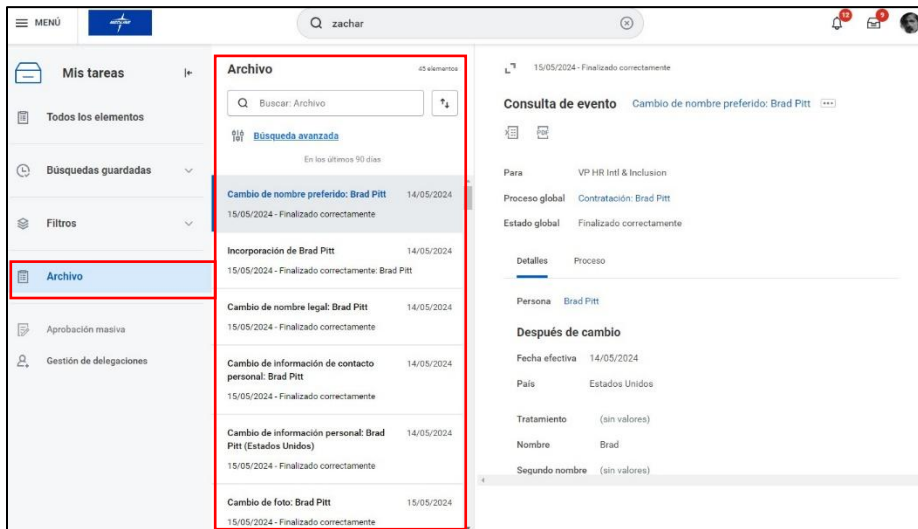 MENÚ
zachar
12
9
Mis tareas
Todos los elementos
Búsquedas guardadas
Filtros
Archivo
Aprobación masiva
Gestión de delegaciones
Archivo
45 elementos
Buscar: Archivo
Búsqueda avanzada
En los últimos 90 días
Cambio de nombre preferido: Brad Pitt 14/05/2024
15/05/2024 - Finalizado correctamente
Incorporación de Brad Pitt 14/05/2024
15/05/2024 - Finalizado correctamente: Brad Pitt
Cambio de nombre legal: Brad Pitt 14/05/2024
15/05/2024 - Finalizado correctamente
Cambio de información de contacto 14/05/2024
personal: Brad Pitt
15/05/2024 - Finalizado correctamente
Cambio de información personal: Brad 14/05/2024
Pitt (Estados Unidos)
15/05/2024 - Finalizado correctamente
Cambio de foto: Brad Pitt 15/05/2024
15/05/2024 - Finalizado correctamente
15/05/2024 - Finalizado correctamente
Consulta de evento Cambio de nombre preferido: Brad Pitt
PDF
Para VP HR Intl & Inclusion
Proceso global Contratación: Brad Pitt
Estado global Finalizado correctamente
Detalles Proceso
Persona Brad Pitt
Después de cambio
Fecha efectiva 14/05/2024
País Estados Unidos
Tratamiento (sin valores)
Nombre Brad
Segundo nombre (sin valores)